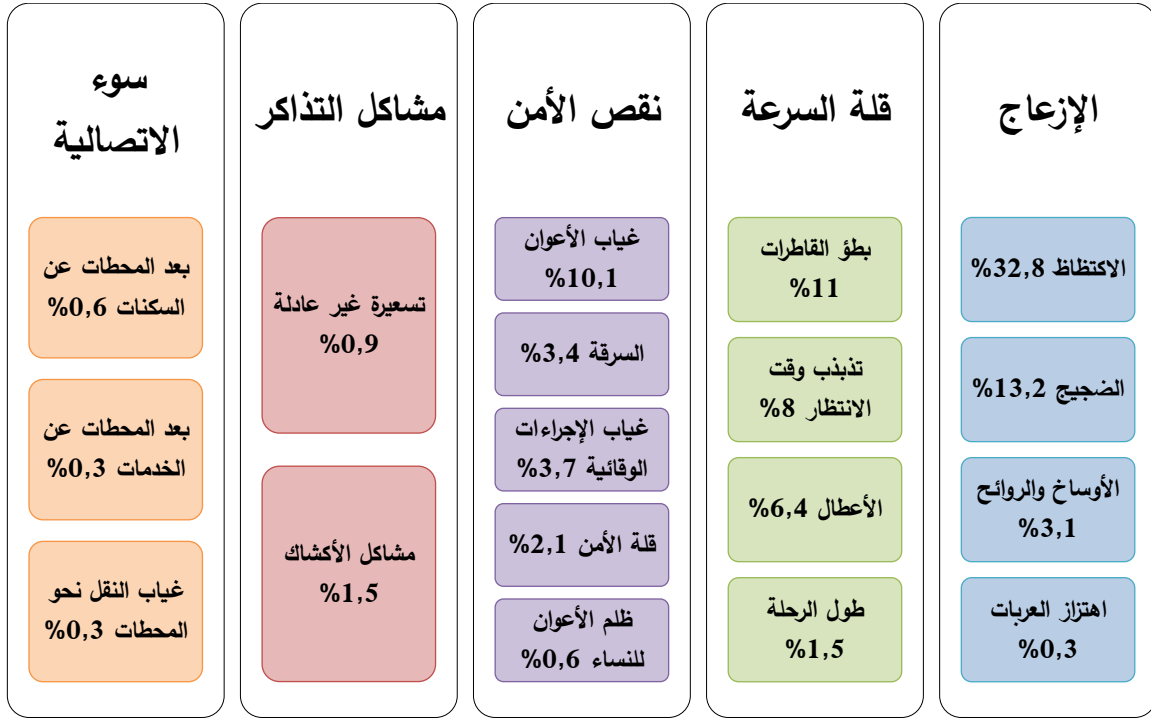 الإزعاج
الاكتظاظ 32,8%
الضجيج 13,2%
الأوساخ والروائح
3,1%
اهتزاز العربات
0,3%
قلة السرعة
بطؤ القاطرات
11%
تذبذب وقت
الانتظار 8%
الأعطال 6,4%
طول الرحلة
1,5%
نقص الأمن
غياب الأعوان
10,1%
السرقة 3,4%
غياب الإجراءات
الوقائية 3,7%
قلة الأمن 2,1%
ظلم الأعوان
للنساء 0,6%
مشاكل التذاكر
تسعيرة غير عادلة
0,9%
مشاكل الأكشاك
1,5%
سوء
الاتصالية
بعد المحطات عن
السكنات 0,6%
بعد المحطات عن
الخدمات 0,3%
غياب النقل نحو
المحطات 0,3%